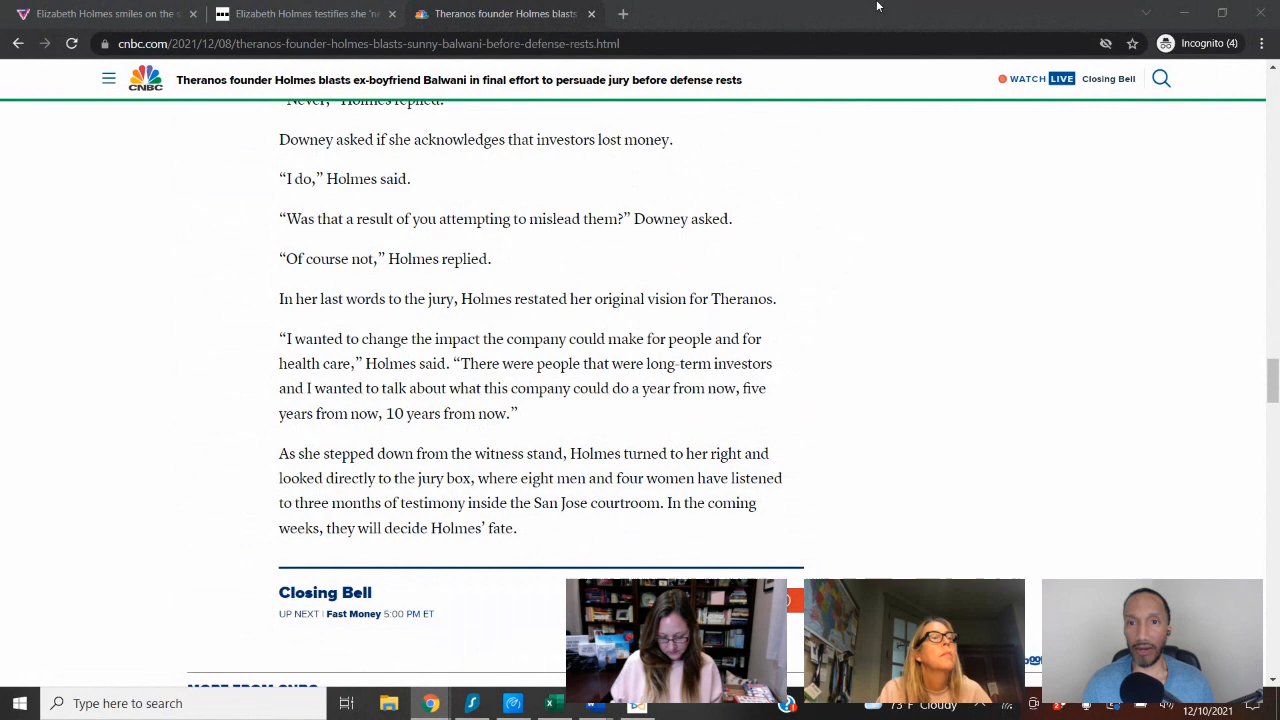 Elizabeth Holmes smiles on the s
Elizabeth Holmes testifies she 'ne
Theranos founder Holmes blasts
cnbc.com/2021/12/08/theranos-founder-holmes-blasts-sunny-balwani-before-defense-rests.html
Incognito (4)
CNBC
Theranos founder Holmes blasts ex-boyfriend Balwani in final effort to persuade jury before defense rests
WATCH LIVE Closing Bell
“Never,” Holmes replied.
Downey asked if she acknowledges that investors lost money.
“I do,” Holmes said.
“Was that a result of you attempting to mislead them?” Downey asked.
“Of course not,” Holmes replied.
In her last words to the jury, Holmes restated her original vision for Theranos.
“I wanted to change the impact the company could make for people and for
health care,” Holmes said. “There were people that were long-term investors
and I wanted to talk about what this company could do a year from now, five
years from now, 10 years from now.”
As she stepped down from the witness stand, Holmes turned to her right and
looked directly to the jury box, where eight men and four women have listened
to three months of testimony inside the San Jose courtroom. In the coming
weeks, they will decide Holmes’ fate.
Closing Bell
UP NEXT | Fast Money 5:00 PM ET
MORE FROM CNBC
Type here to search
73°F Cloudy
12/10/2021